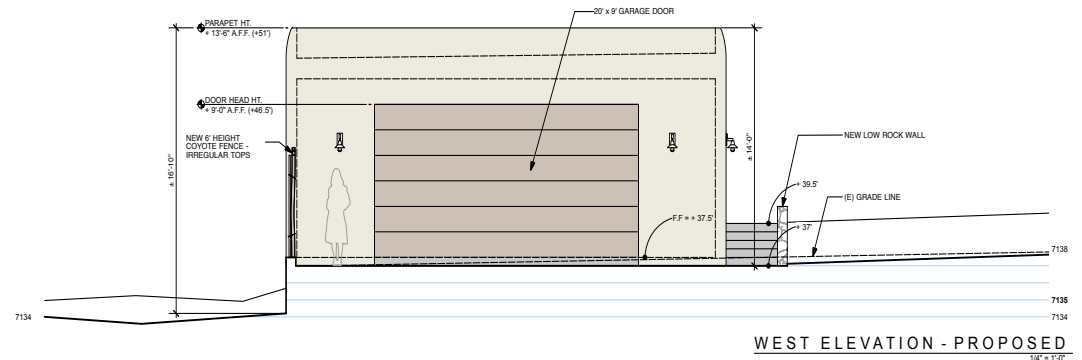 20' x 9' GARAGE DOOR
PARAPET HT.
+ 13'-6" A.F.F. (+51')
DOOR HEAD HT.
+ 9'-0" A.F.F. (+46.5')
NEW 6' HEIGHT
COYOTE FENCE -
IRREGULAR TOPS
± 16'-10"
± 14'-0"
NEW LOW ROCK WALL
+ 39.5'
(E) GRADE LINE
F.F = + 37.5'
+ 37'
7138
7135
7134
7134
WEST ELEVATION - PROPOSED
1/4" = 1'-0"